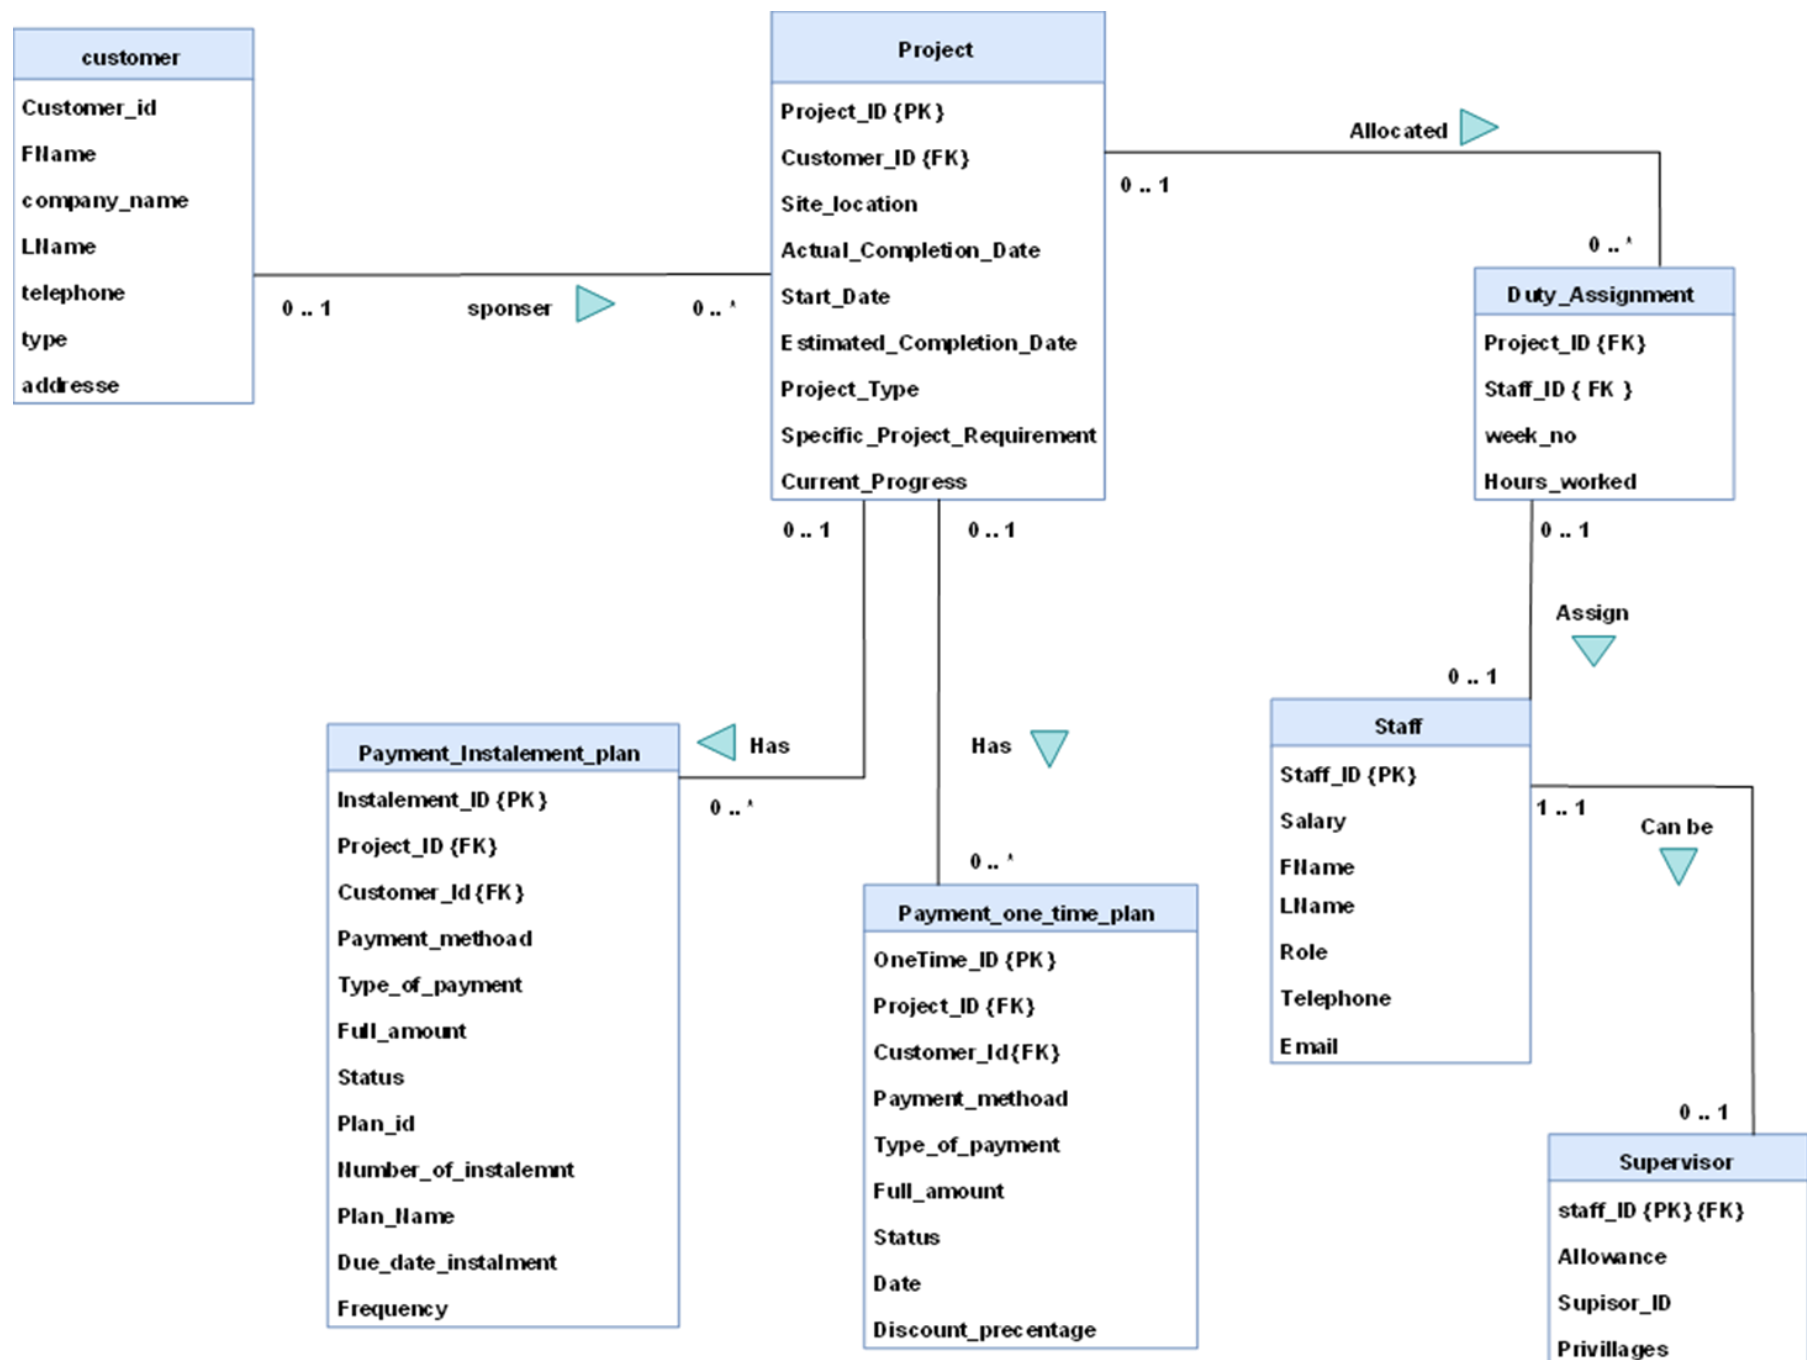 customer
Customer_id
FName
company_name
LName
telephone
type
addresse
0 .. 1
sponser
0 .. *
Project
Project_ID {PK}
Customer_ID {FK}
Site_location
Actual_Completion_Date
Start_Date
Estimated_Completion_Date
Project_Type
Specific_Project_Requirement
Current_Progress
Allocated
0 .. 1
0 .. *
Duty_Assignment
Project_ID {FK}
Staff_ID { FK }
week_no
Hours_worked
0 .. 1
0 .. 1
0 .. 1
Assign
0 .. 1
Has
0 .. *
Has
0 .. *
Payment_Instalement_plan
Instalement_ID {PK}
Project_ID {FK}
Customer_Id {FK}
Payment_methoad
Type_of_payment
Full_amount
Status
Plan_id
Number_of_instalemnt
Plan_Name
Due_date_instalment
Frequency
Payment_one_time_plan
OneTime_ID {PK}
Project_ID {FK}
Customer_Id{FK}
Payment_methoad
Type_of_payment
Full_amount
Status
Date
Discount_precentage
Staff
Staff_ID {PK}
Salary
FName
LName
Role
Telephone
Email
1 .. 1
Can be
0 .. 1
Supervisor
staff_ID {PK} {FK}
Allowance
Supisor_ID
Privillages